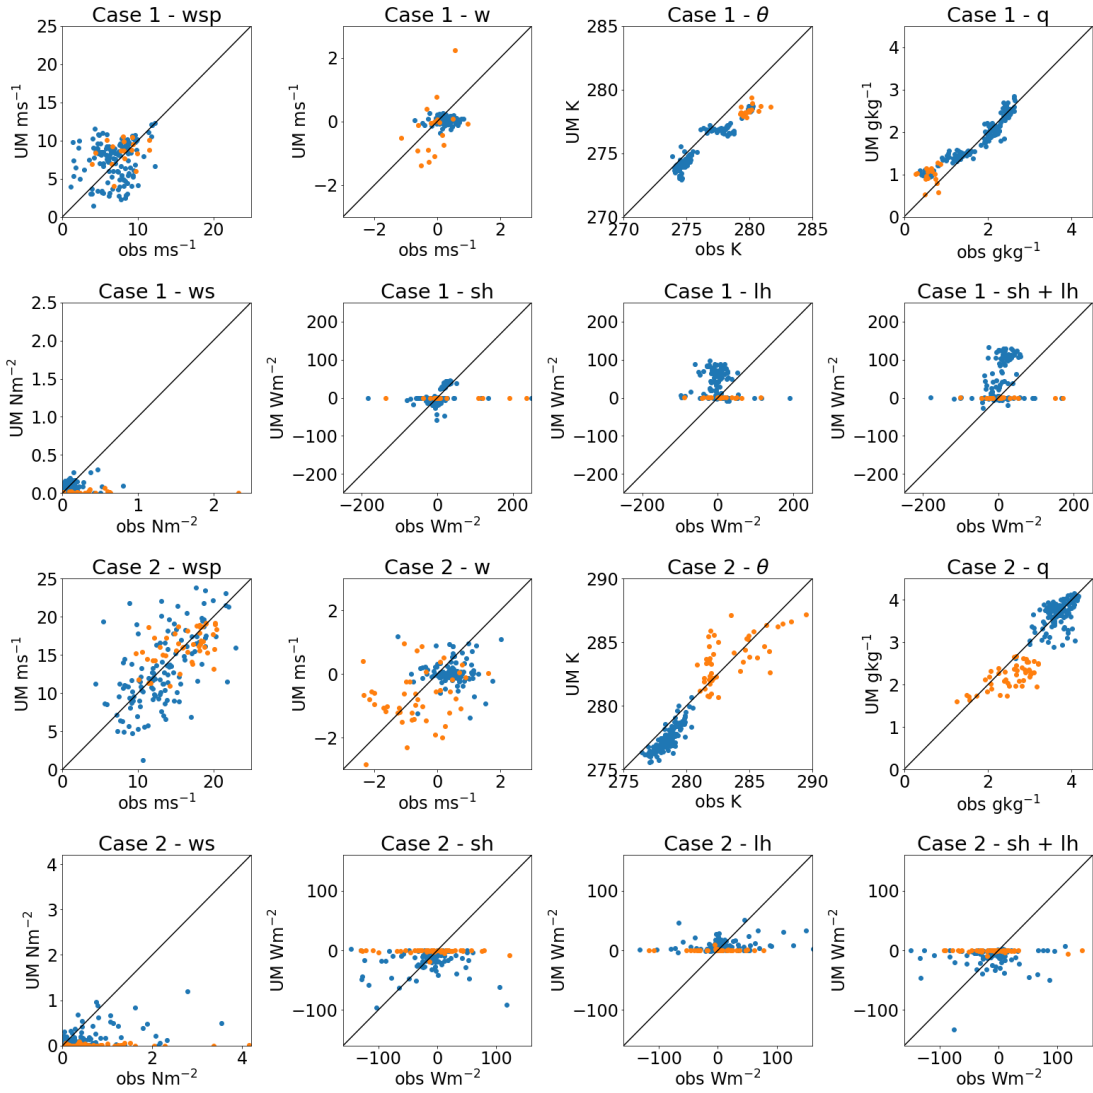 Case 1 - wsp
25
20
15
10
5
0
0 10 20
UM ms⁻¹
obs ms⁻¹
Case 1 - w
2
0
−2
−2 0 2
UM ms⁻¹
obs ms⁻¹
Case 1 - θ
285
280
275
270
270 275 280 285
UM K
obs K
Case 1 - q
4
3
2
1
0
0 2 4
UM gkg⁻¹
obs gkg⁻¹
Case 1 - ws
2.5
2.0
1.5
1.0
0.5
0.0
0 1 2
UM Nm⁻²
obs Nm⁻²
Case 1 - sh
200
100
0
−100
−200
−200 0 200
UM Wm⁻²
obs Wm⁻²
Case 1 - lh
200
100
0
−100
−200
−200 0 200
UM Wm⁻²
obs Wm⁻²
Case 1 - sh + lh
200
100
0
−100
−200
−200 0 200
UM Wm⁻²
obs Wm⁻²
Case 2 - wsp
25
20
15
10
5
0
0 10 20
UM ms⁻¹
obs ms⁻¹
Case 2 - w
2
0
−2
−2 0 2
UM ms⁻¹
obs ms⁻¹
Case 2 - θ
290
285
280
275
275 280 285 290
UM K
obs K
Case 2 - q
4
3
2
1
0
0 2 4
UM gkg⁻¹
obs gkg⁻¹
Case 2 - ws
4
3
2
1
0
0 2 4
UM Nm⁻²
obs Nm⁻²
Case 2 - sh
100
0
−100
−100 0 100
UM Wm⁻²
obs Wm⁻²
Case 2 - lh
100
0
−100
−100 0 100
UM Wm⁻²
obs Wm⁻²
Case 2 - sh + lh
100
0
−100
−100 0 100
UM Wm⁻²
obs Wm⁻²